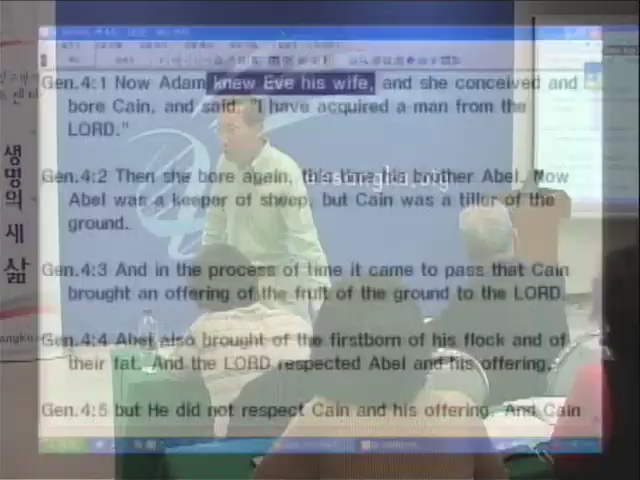 Gen.4:1 Now Adam knew Eve his wife, and she conceived and
bore Cain, and said, "I have acquired a man from the
LORD."
Gen.4:2 Then she bore again, this time his brother Abel. Now
Abel was a keeper of sheep, but Cain was a tiller of the
ground.
Gen.4:3 And in the process of time it came to pass that Cain
brought an offering of the fruit of the ground to the LORD.
Gen.4:4 Abel also brought of the firstborn of his flock and of
their fat. And the LORD respected Abel and his offering,
Gen.4:5 but He did not respect Cain and his offering. And Cain
생명의 새 삶